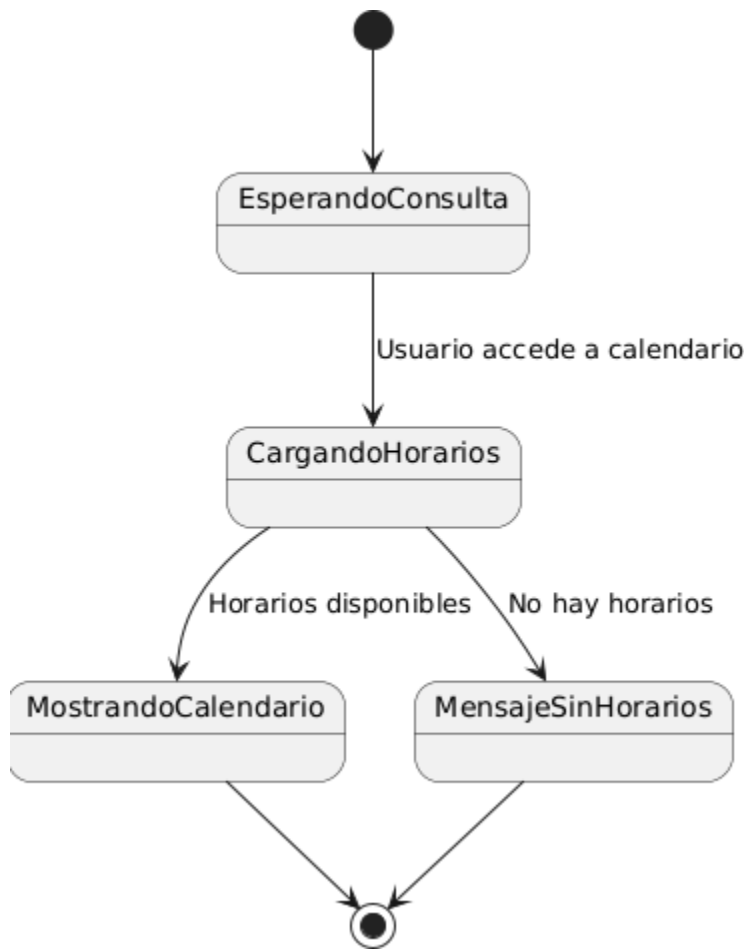 EsperandoConsulta
Usuario accede a calendario
CargandoHorarios
Horarios disponibles
No hay horarios
MostrandoCalendario
MensajeSinHorarios